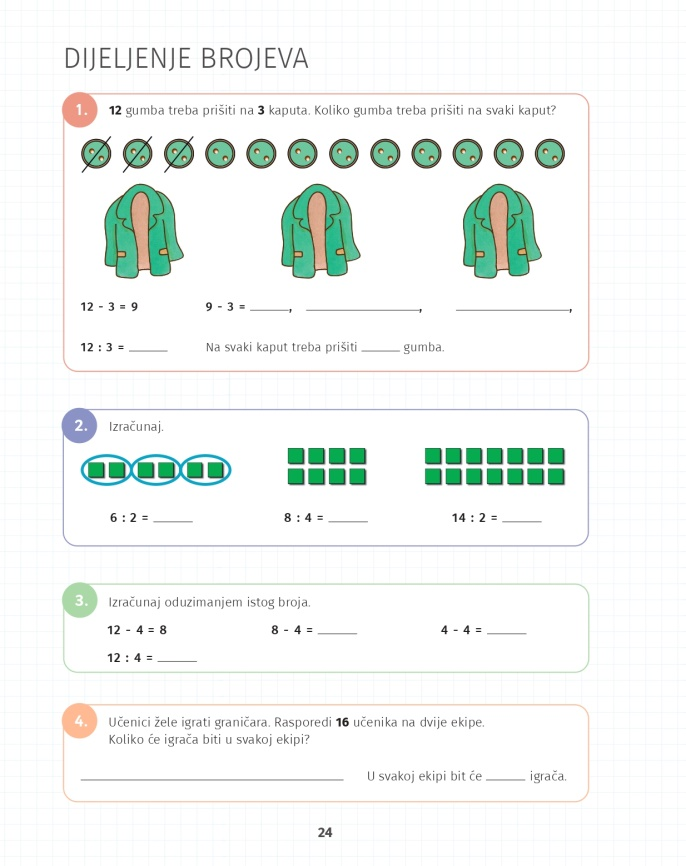 DIJELJENJE BROJEVA
1. 12 gumba treba prišiti na 3 kaputa. Koliko gumba treba prišiti na svaki kaput?
12 - 3 = 9 9 - 3 = ______, ______, ______,
12 : 3 = ______ Na svaki kaput treba prišiti ______ gumba.
2. Izračunaj.
6 : 2 = ______ 8 : 4 = ______ 14 : 2 = ______
3. Izračunaj oduzimanjem istog broja.
12 - 4 = 8 8 - 4 = ______ 4 - 4 = ______
12 : 4 = ______
4. Učenici žele igrati graničara. Rasporedi 16 učenika na dvije ekipe.
Koliko će igrača biti u svakoj ekipi?
______ U svakoj ekipi bit će ______ igrača.
24